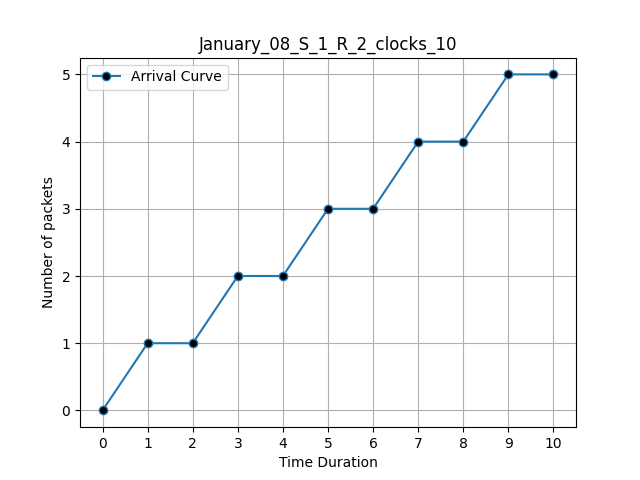 January_08_S_1_R_2_clocks_10
Arrival Curve
Number of packets
5
4
3
2
1
0
0 1 2 3 4 5 6 7 8 9 10
Time Duration